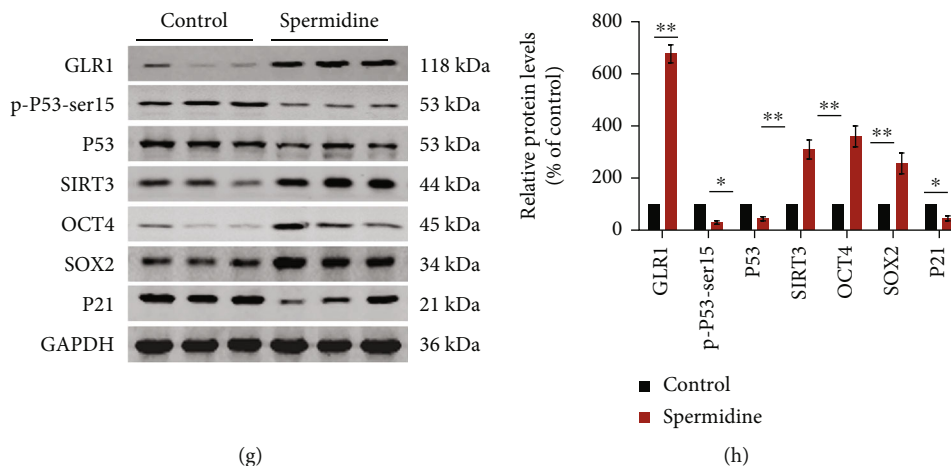 Control Spermidine
GLR1 118 kDa
p-P53-ser15 53 kDa
P53 53 kDa
SIRT3 44 kDa
OCT4 45 kDa
SOX2 34 kDa
P21 21 kDa
GAPDH 36 kDa
(g)
Relative protein levels
(% of control)
800
600
400
200
0
**
*
**
**
**
*
GLR1
p-P53-ser15
P53
SIRT3
OCT4
SOX2
P21
Control
Spermidine
(h)